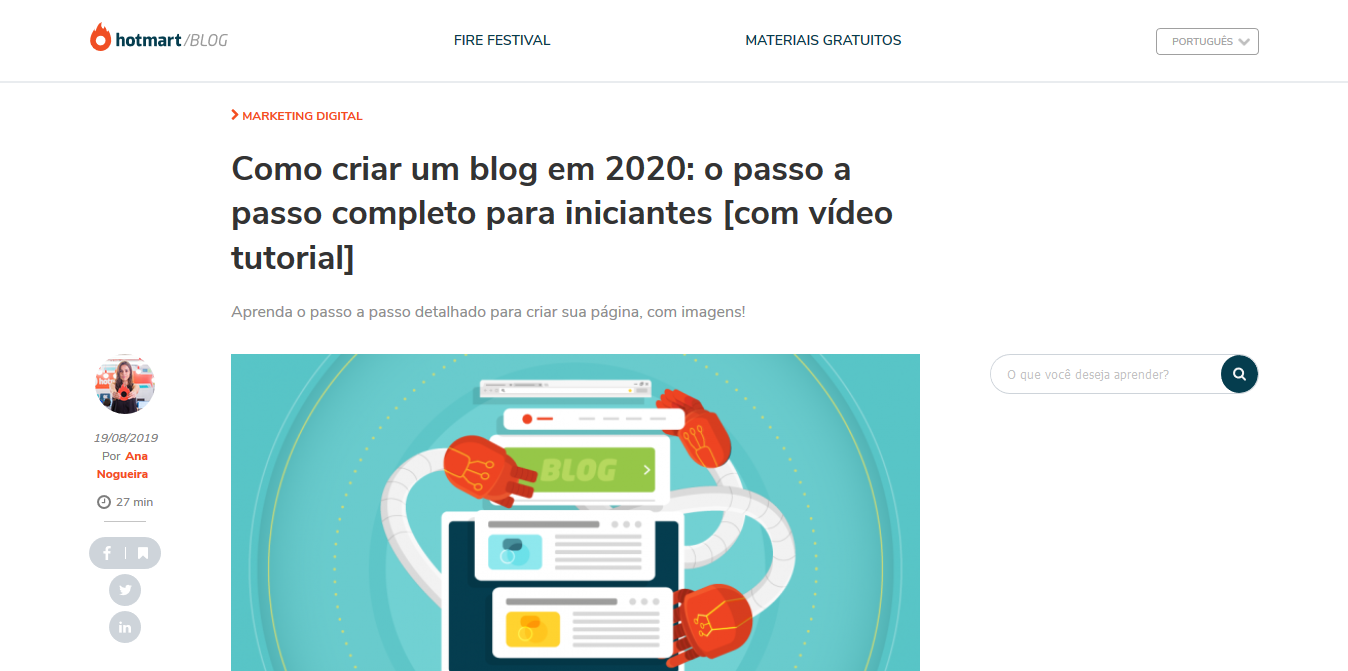 hotmart/BLOG
FIRE FESTIVAL
MATERIAIS GRATUITOS
PORTUGUÊS
MARKETING DIGITAL
Como criar um blog em 2020: o passo a
passo completo para iniciantes [com vídeo
tutorial]
Aprenda o passo a passo detalhado para criar sua página, com imagens!
O que você deseja aprender?
19/08/2019
Por Ana
Nogueira
27 min
BLOG